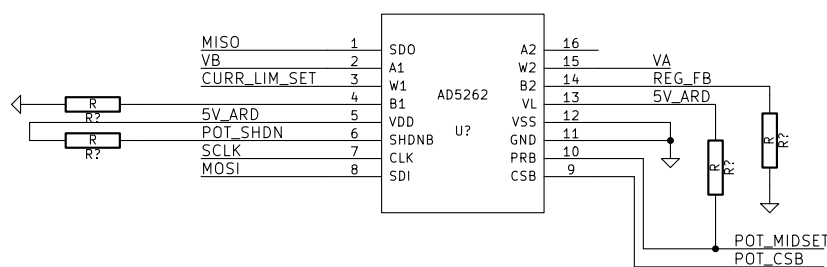 MISO 1 SDO A2 16
VB 2 A1 W2 15 VA
CURR_LIM_SET 3 W1 B2 14 REG_FB
R 4 B1 AD5262 VL 13 5V_ARD
R? 5V_ARD 5 VDD VSS 12
R POT_SHDN 6 SHDNB U? GND 11 R R?
R? SCLK 7 CLK PRB 10 R R?
MOSI 8 SDI CSB 9
POT_MIDSET
POT_CSB